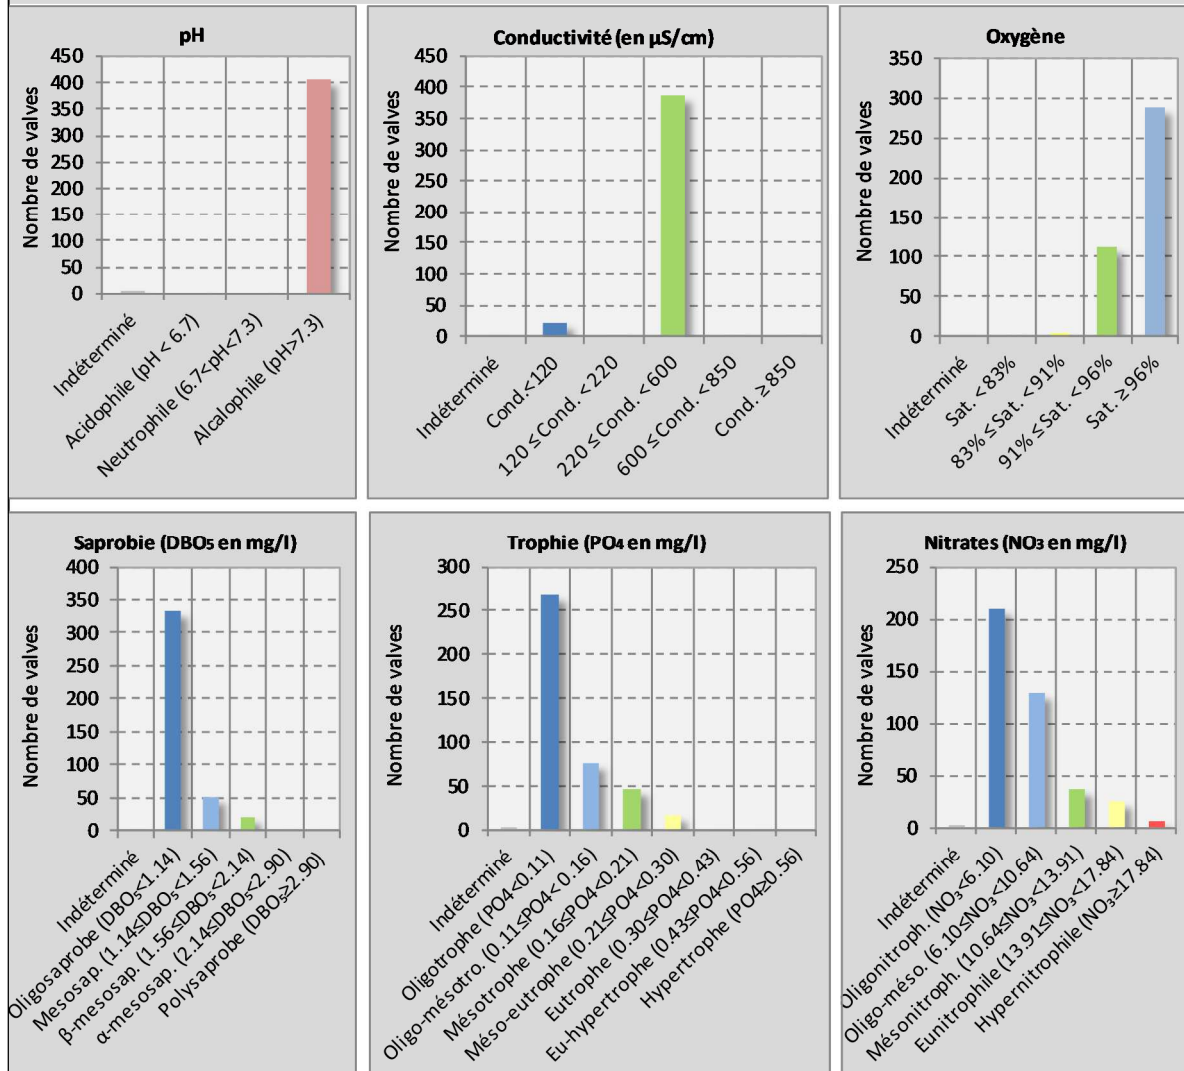 pH
Nombre de valves
450
400
350
300
250
200
150
100
50
0
Indéterminé
Acidophile (pH < 6.7)
Neutrophile (6.7<pH<7.3)
Alcalophile (pH>7.3)
Conductivité (en µS/cm)
Nombre de valves
450
400
350
300
250
200
150
100
50
0
Indéterminé
Cond.<120
120 ≤ Cond. < 220
220 ≤ Cond. < 600
600 ≤ Cond. < 850
Cond. ≥ 850
Oxygène
Nombre de valves
350
300
250
200
150
100
50
0
Indéterminé
Sat. < 83%
83% ≤ Sat. < 91%
91% ≤ Sat. < 96%
Sat. ≥ 96%
Saprobie (DBO₅ en mg/l)
Nombre de valves
400
350
300
250
200
150
100
50
0
Indéterminé
Oligosaprobe (DBO₅<1.14)
Mesosap. (1.14≤DBO₅<1.56)
β-mesosap. (1.56≤DBO₅<2.14)
α-mesosap. (2.14≤DBO₅<2.90)
Polysaprobe (DBO₅≥2.90)
Trophie (PO₄ en mg/l)
Nombre de valves
300
250
200
150
100
50
0
Indéterminé
Oligotrophe (PO4<0.11)
Oligo-mésotro. (0.11≤PO4< 0.16)
Mésotrophe (0.16≤PO4<0.21)
Méso-eutrophe (0.21≤PO4<0.30)
Eutrophe (0.30≤PO4<0.43)
Eu-hypertrophe (0.43≤PO4<0.56)
Hypertrophe (PO4≥0.56)
Nitrates (NO₃ en mg/l)
Nombre de valves
250
200
150
100
50
0
Indéterminé
Oligonitroph. (NO₃<6.10)
Oligo-méso. (6.10≤NO₃<10.64)
Mésonitroph. (10.64≤NO₃<13.91)
Eunitrophile (13.91≤NO₃<17.84)
Hypernitrophile (NO₃≥17.84)